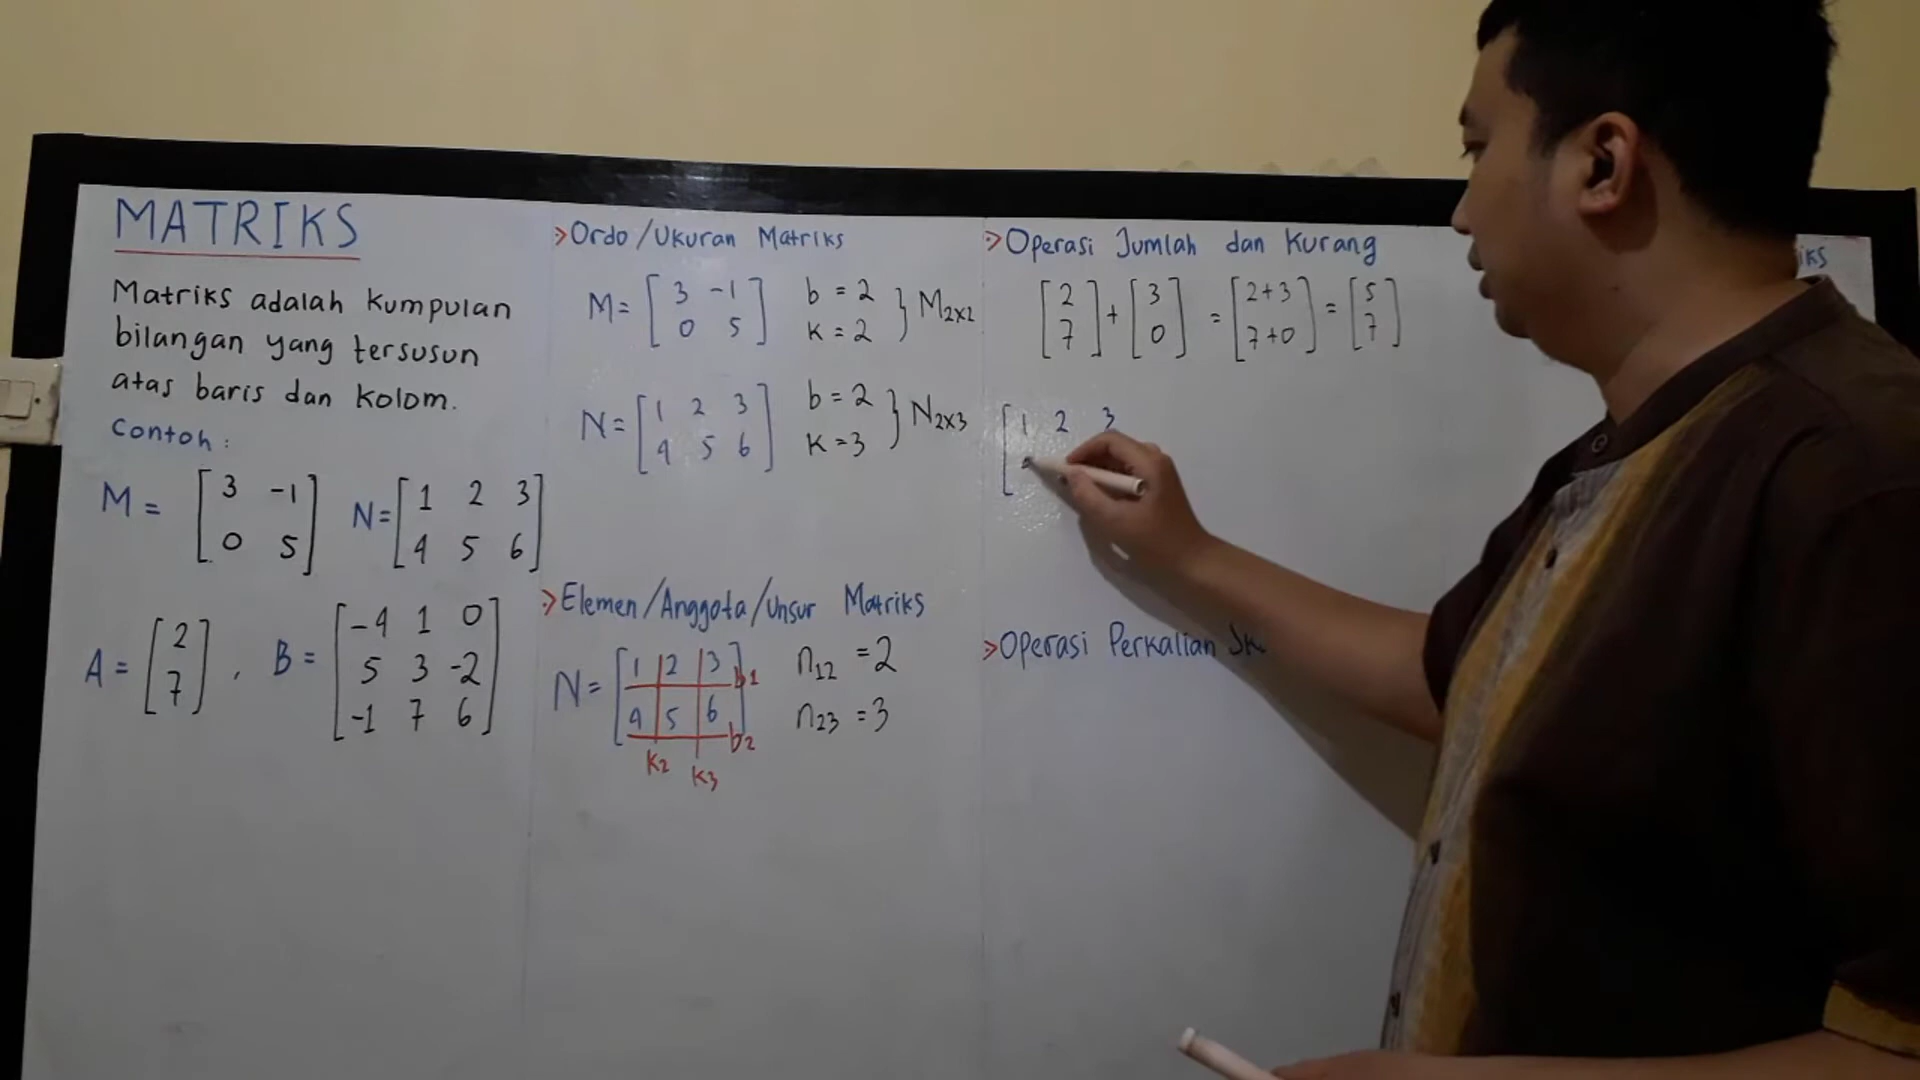 MATRIKS
Matriks adalah kumpulan
bilangan yang tersusun
atas baris dan kolom.
Contoh:
M = [3 -1
0 5]
N = [1 2 3
4 5 6]
A = [2
7] , B = [-4 1 0
5 3 -2
-1 7 6]
> Ordo/Ukuran Matriks
M = [3 -1
0 5]
b = 2
k = 2 } M2x2
N = [1 2 3
4 5 6]
b = 2
k = 3 } N2x3
> Elemen/Anggota/Unsur Matriks
N = [1 2 3
4 5 6]
b1
b2
k2
k3
n12 = 2
n23 = 3
> Operasi Jumlah dan Kurang
[2
7] + [3
0] = [2+3
7+0] = [5
7]
[1 2 3
> Operasi Perkalian